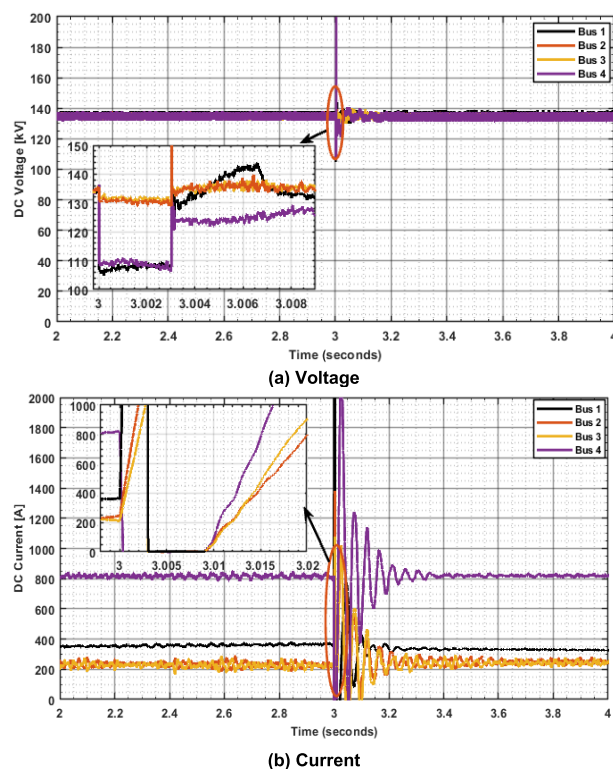 200
180
160
140
120
100
80
60
40
20
0
DC Voltage [kV]
Bus 1
Bus 2
Bus 3
Bus 4
150
140
130
120
110
100
3 3.002 3.004 3.006 3.008
2 2.2 2.4 2.6 2.8 3 3.2 3.4 3.6 3.8 4
Time (seconds)
(a) Voltage
2000
1800
1600
1400
1200
1000
800
600
400
200
0
DC Current [A]
Bus 1
Bus 2
Bus 3
Bus 4
1000
800
600
400
200
0
3 3.005 3.01 3.015 3.02
2 2.2 2.4 2.6 2.8 3 3.2 3.4 3.6 3.8 4
Time (seconds)
(b) Current